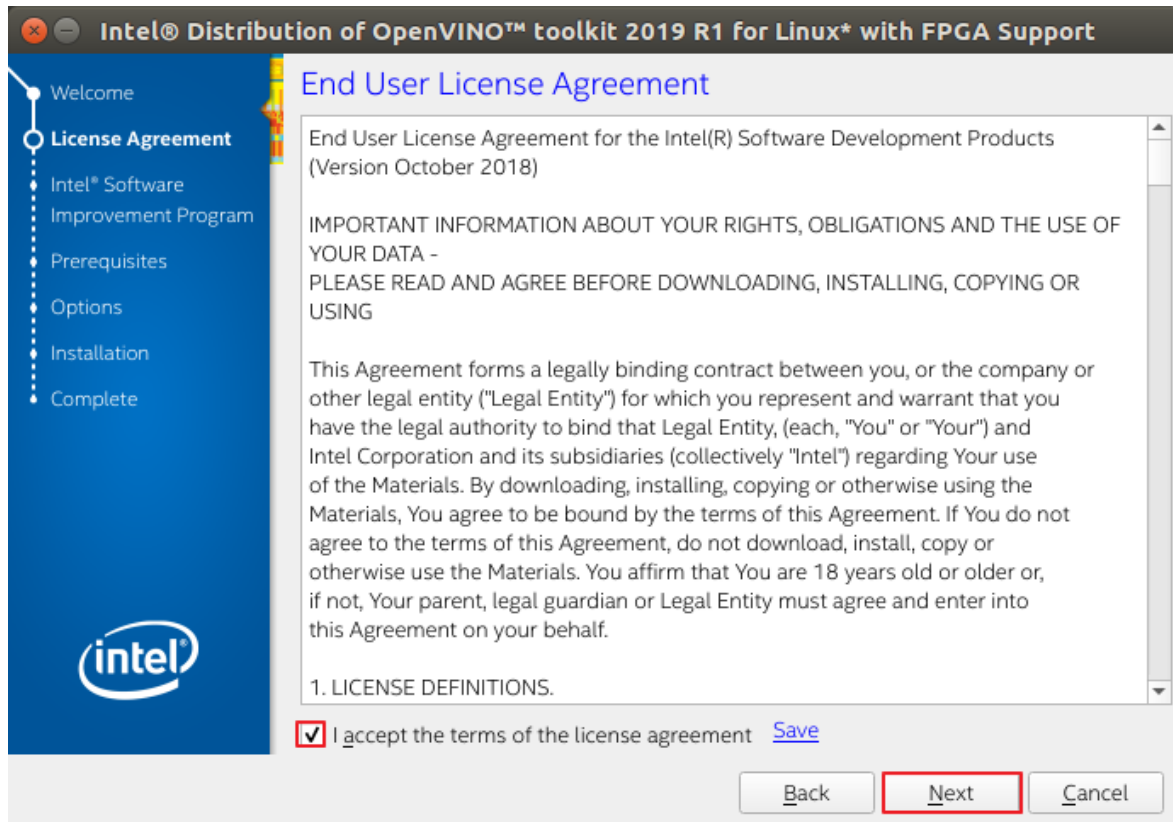 Intel® Distribution of OpenVINO™ toolkit 2019 R1 for Linux* with FPGA Support
Welcome
License Agreement
Intel® Software
Improvement Program
Prerequisites
Options
Installation
Complete
intel®
End User License Agreement
End User License Agreement for the Intel(R) Software Development Products
(Version October 2018)
IMPORTANT INFORMATION ABOUT YOUR RIGHTS, OBLIGATIONS AND THE USE OF
YOUR DATA -
PLEASE READ AND AGREE BEFORE DOWNLOADING, INSTALLING, COPYING OR
USING
This Agreement forms a legally binding contract between you, or the company or
other legal entity ("Legal Entity") for which you represent and warrant that you
have the legal authority to bind that Legal Entity, (each, "You" or "Your") and
Intel Corporation and its subsidiaries (collectively "Intel") regarding Your use
of the Materials. By downloading, installing, copying or otherwise using the
Materials, You agree to be bound by the terms of this Agreement. If You do not
agree to the terms of this Agreement, do not download, install, copy or
otherwise use the Materials. You affirm that You are 18 years old or older or,
if not, Your parent, legal guardian or Legal Entity must agree and enter into
this Agreement on your behalf.
1. LICENSE DEFINITIONS.
I accept the terms of the license agreement Save
Back Next Cancel